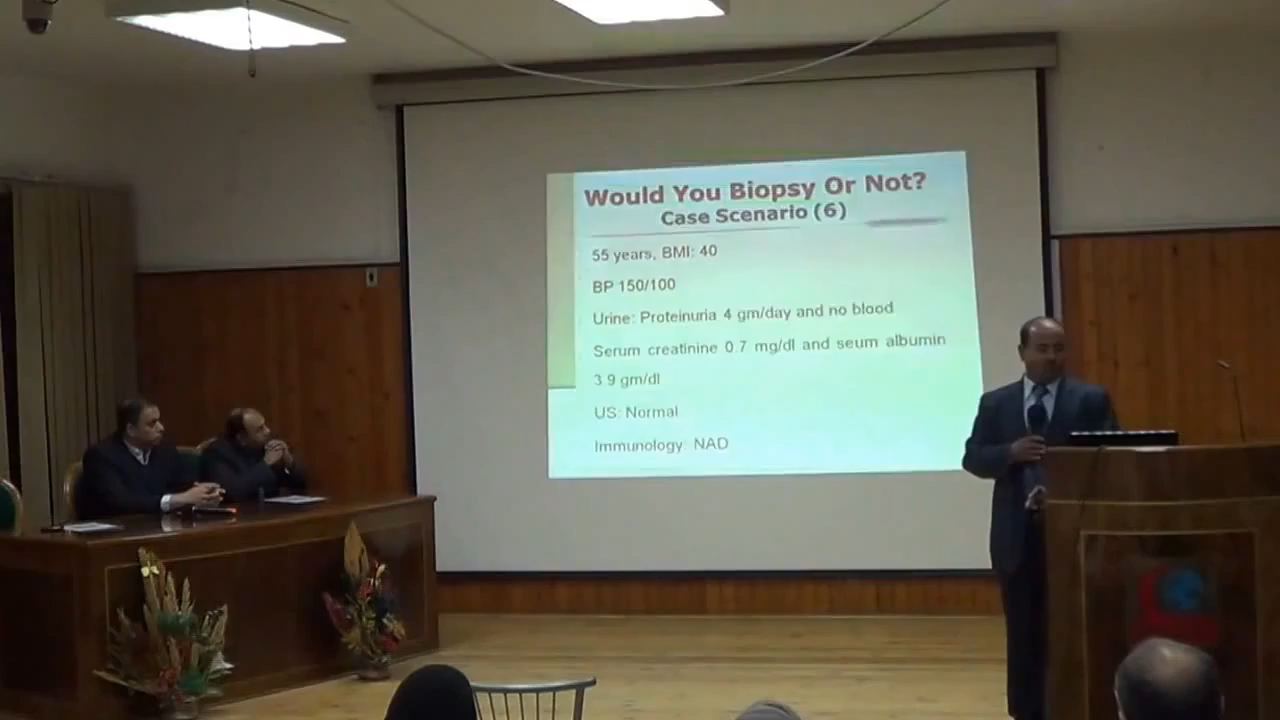 Would You Biopsy Or Not?
Case Scenario (6)
55 years, BMI: 40
BP 150/100
Urine: Proteinuria 4 gm/day and no blood
Serum creatinine 0.7 mg/dl and seum albumin
3.9 gm/dl
US: Normal
Immunology: NAD